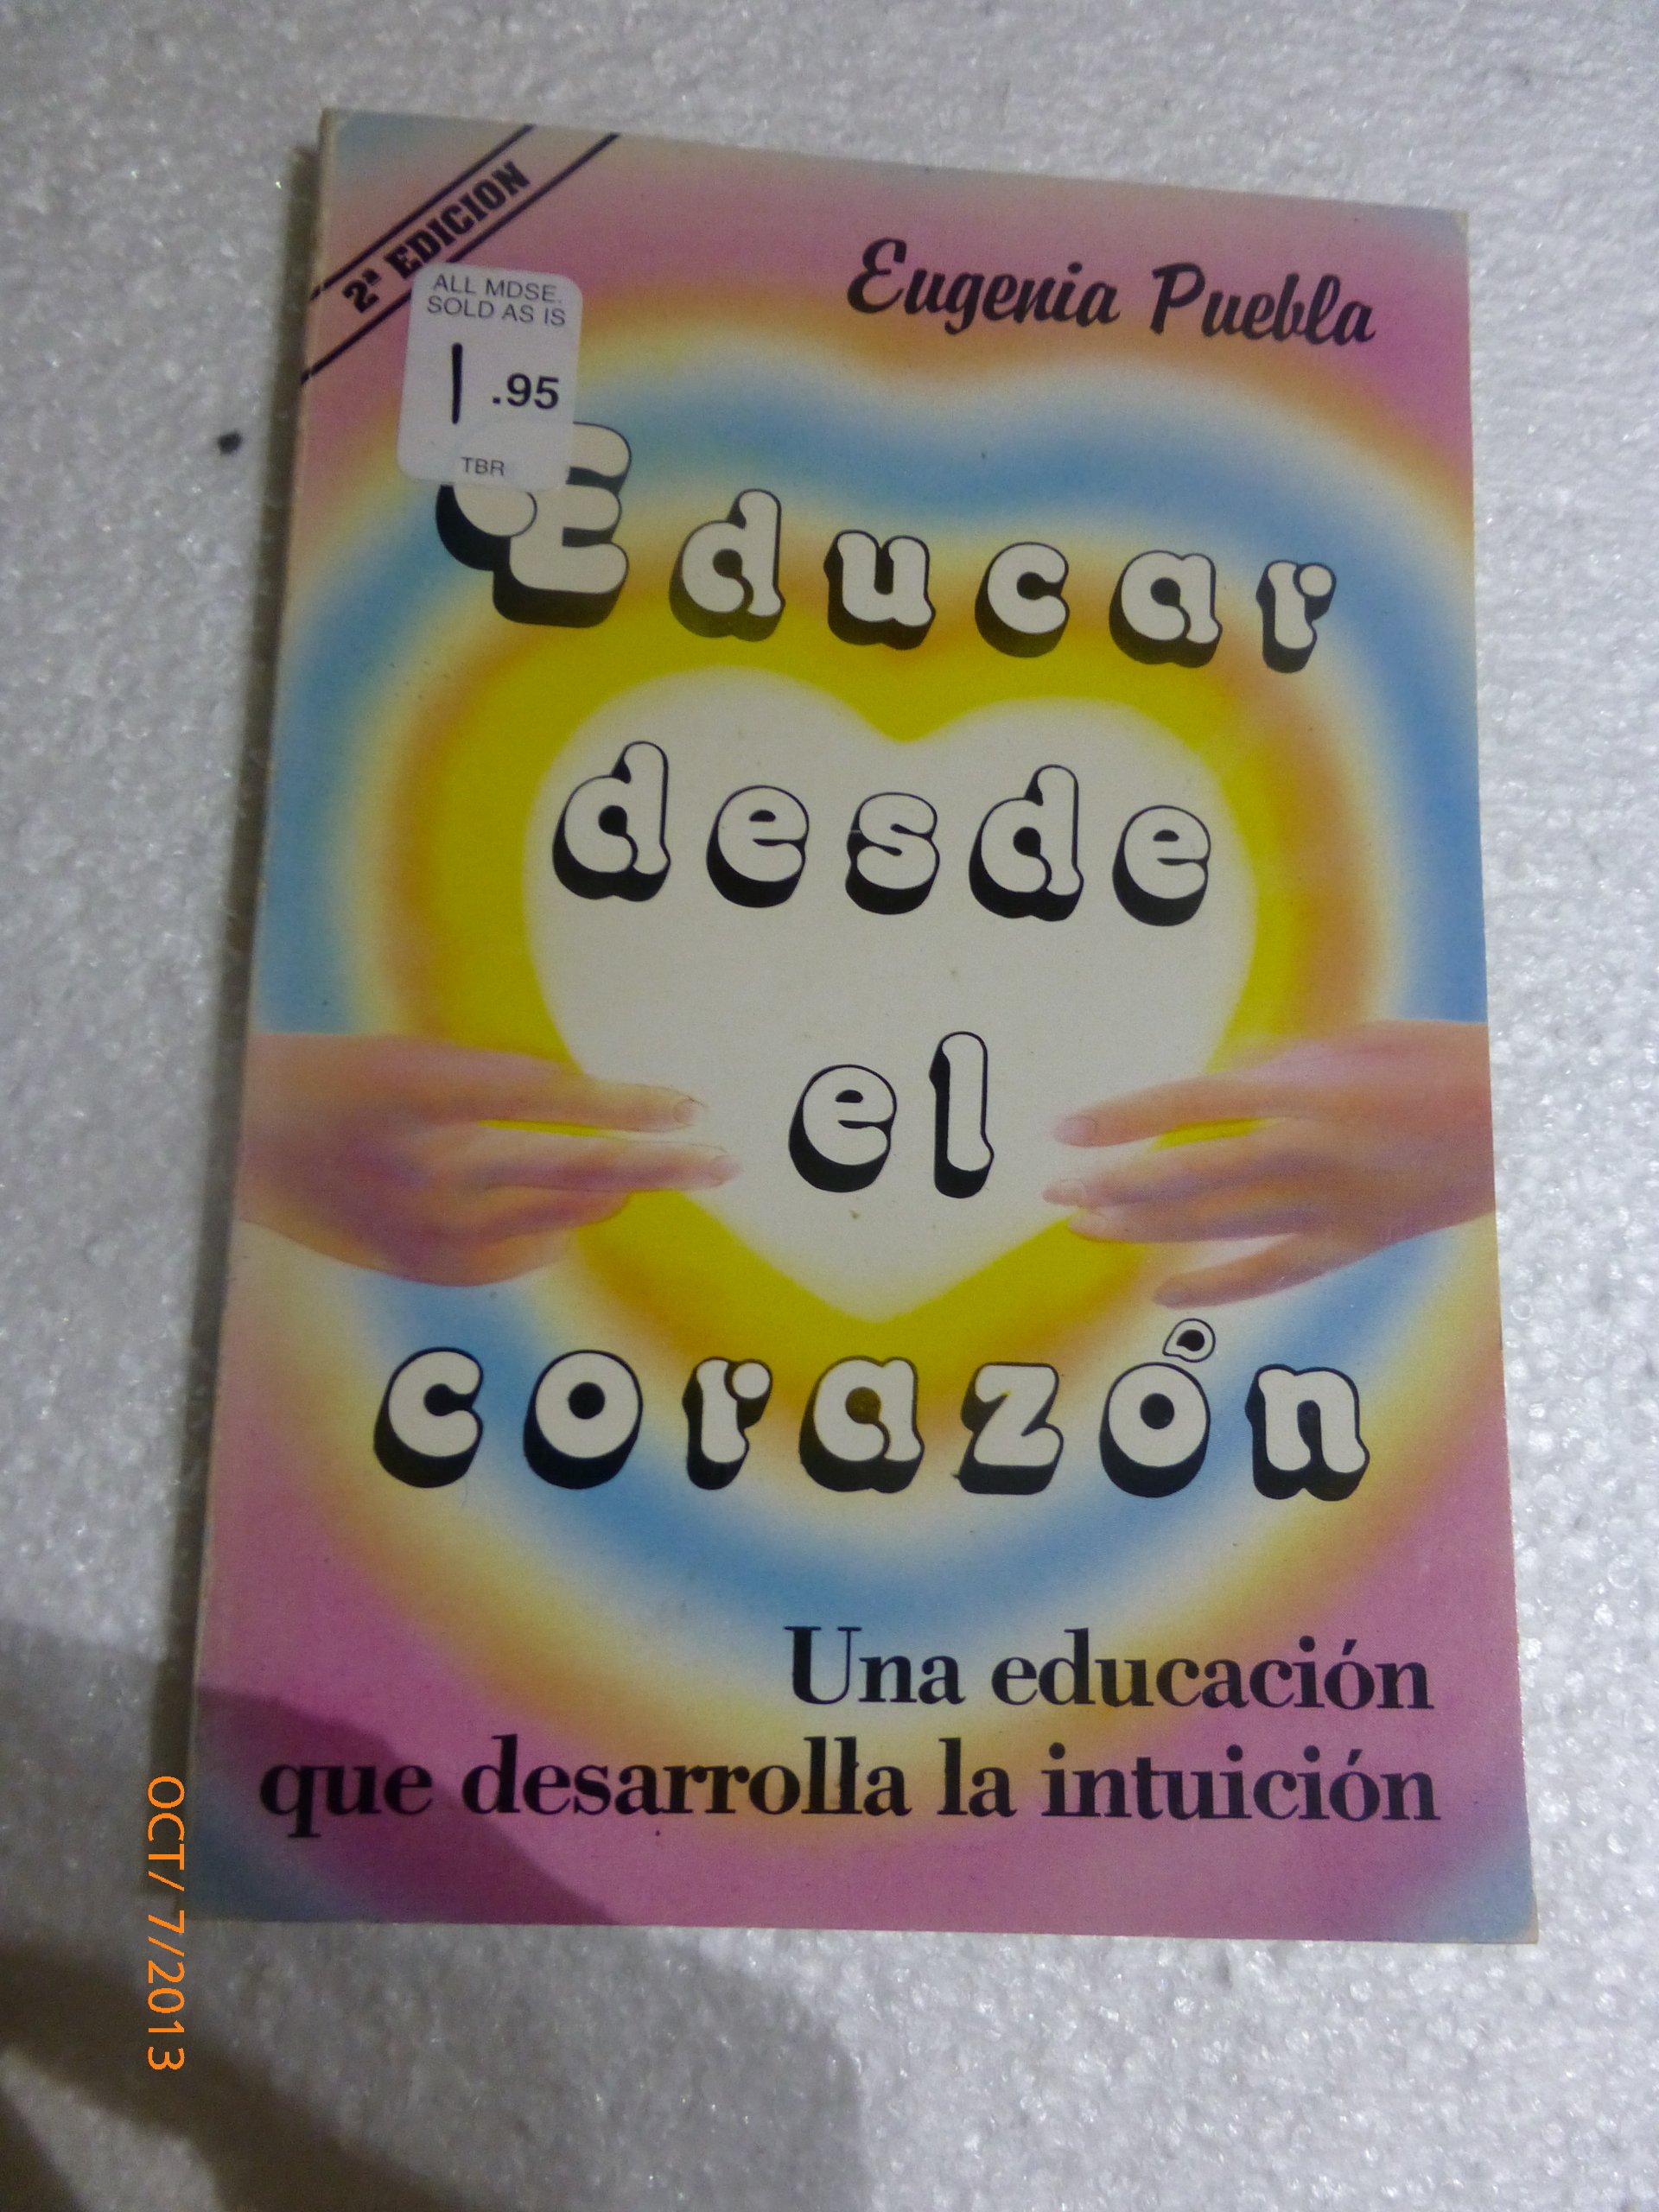 2ª EDICION
Eugenia Puebla
ALL MDSE.
SOLD AS IS
1 .95
TBR
Educar
desde
el
corazón
Una educación
que desarrolla la intuición
OCT/ 7/2013